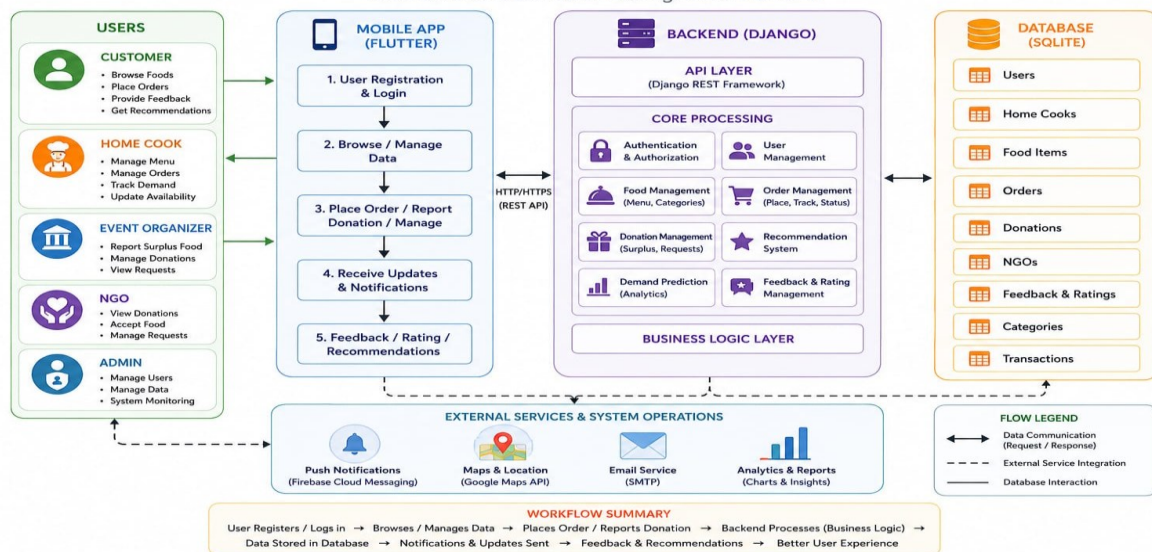 USERS
CUSTOMER
• Browse Foods
• Place Orders
• Provide Feedback
• Get Recommendations
HOME COOK
• Manage Menu
• Manage Orders
• Track Demand
• Update Availability
EVENT ORGANIZER
• Report Surplus Food
• Manage Donations
• View Requests
NGO
• View Donations
• Accept Food
• Manage Requests
ADMIN
• Manage Users
• Manage Data
• System Monitoring
MOBILE APP
(FLUTTER)
1. User Registration
& Login
2. Browse / Manage
Data
3. Place Order / Report
Donation / Manage
4. Receive Updates
& Notifications
5. Feedback / Rating /
Recommendations
HTTP/HTTPS
(REST API)
BACKEND (DJANGO)
API LAYER
(Django REST Framework)
CORE PROCESSING
Authentication
& Authorization
User
Management
Food Management
(Menu, Categories)
Order Management
(Place, Track, Status)
Donation Management
(Surplus, Requests)
Recommendation
System
Demand Prediction
(Analytics)
Feedback & Rating
Management
BUSINESS LOGIC LAYER
DATABASE
(SQLITE)
Users
Home Cooks
Food Items
Orders
Donations
NGOs
Feedback & Ratings
Categories
Transactions
EXTERNAL SERVICES & SYSTEM OPERATIONS
Push Notifications
(Firebase Cloud Messaging)
Maps & Location
(Google Maps API)
Email Service
(SMTP)
Analytics & Reports
(Charts & Insights)
FLOW LEGEND
Data Communication
(Request / Response)
External Service Integration
Database Interaction
WORKFLOW SUMMARY
User Registers / Logs in → Browses / Manages Data → Places Order / Reports Donation → Backend Processes (Business Logic) →
Data Stored in Database → Notifications & Updates Sent → Feedback & Recommendations → Better User Experience